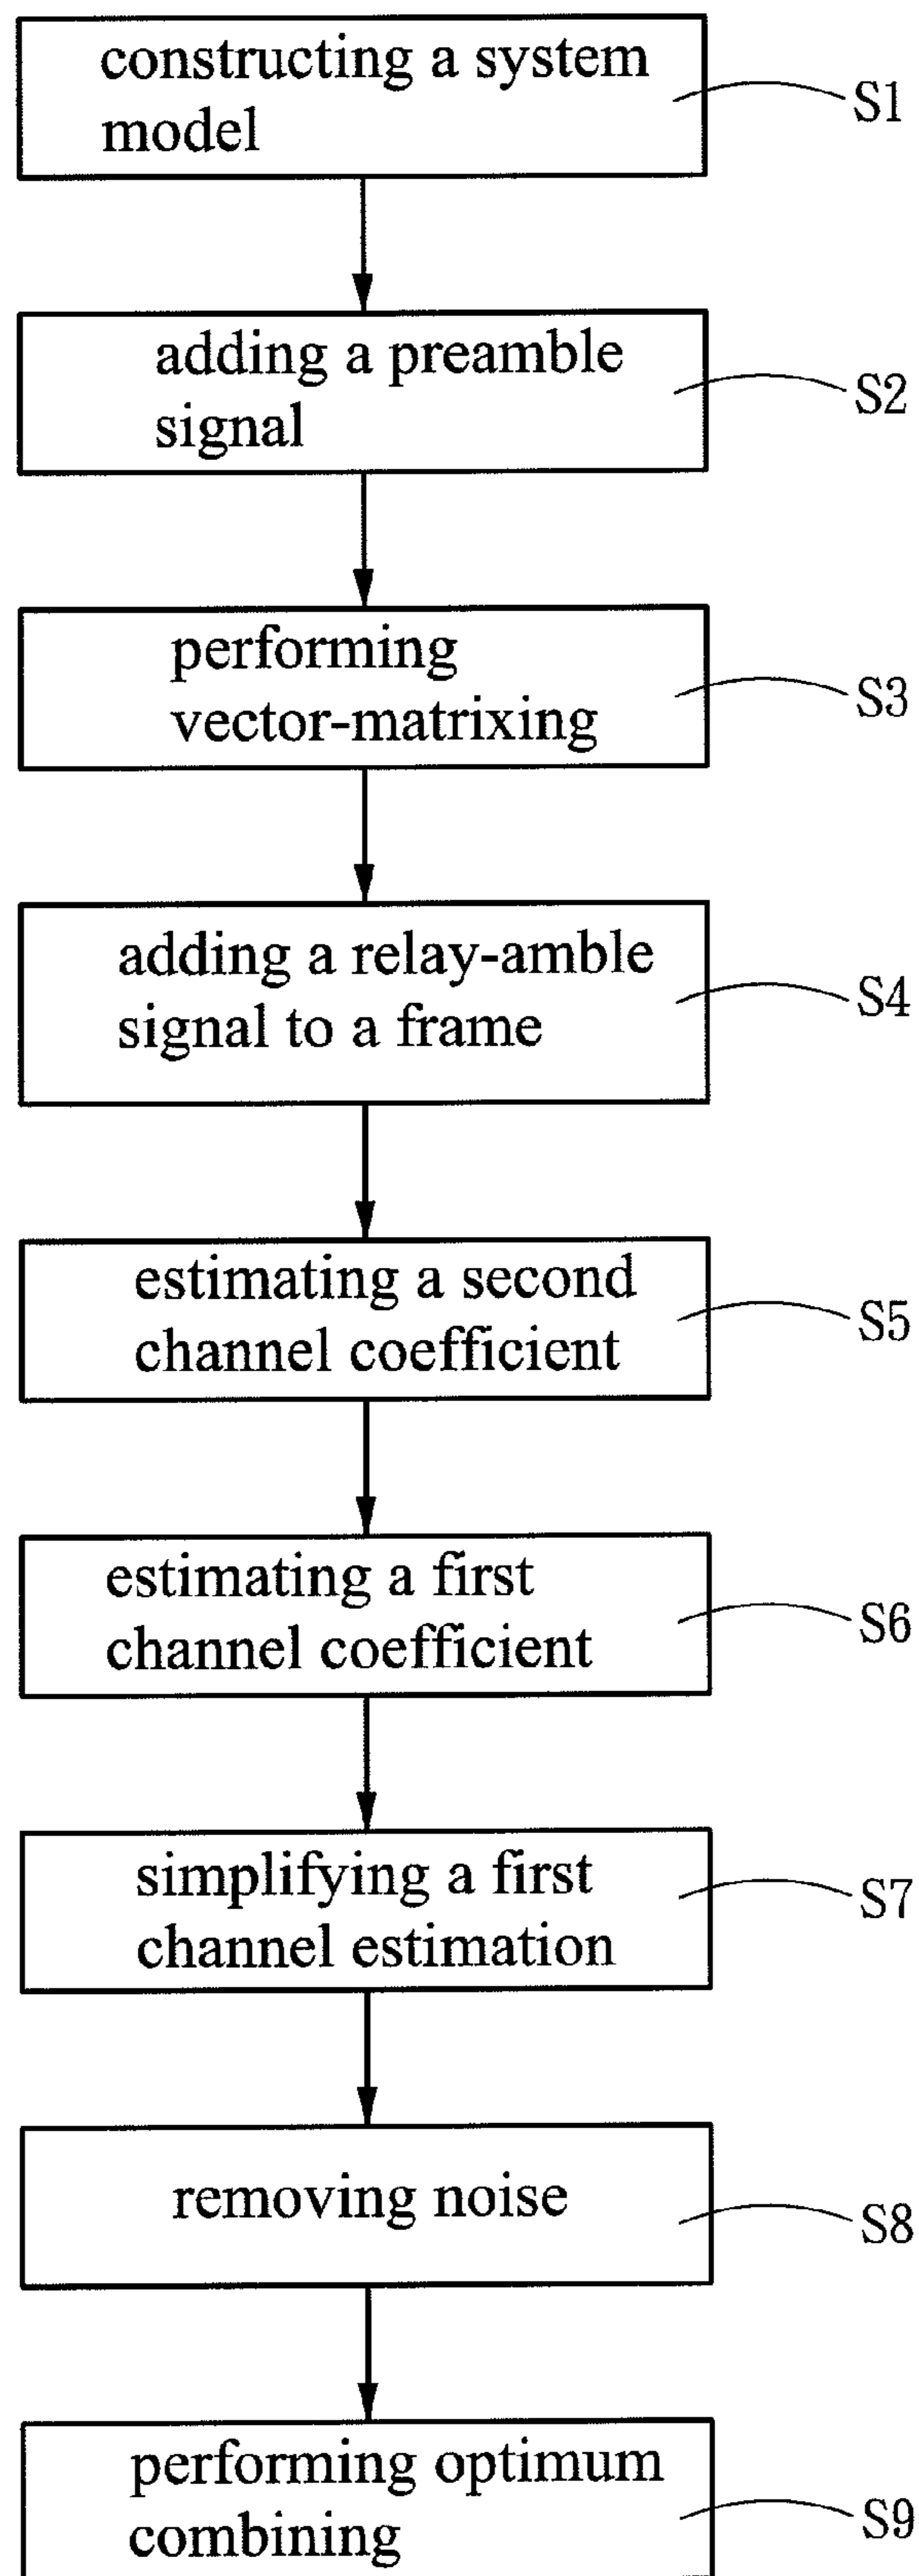 constructing a system
model
S1
adding a preamble
signal
S2
performing
vector-matrixing
S3
adding a relay-amble
signal to a frame
S4
estimating a second
channel coefficient
S5
estimating a first
channel coefficient
S6
simplifying a first
channel estimation
S7
removing noise
S8
performing optimum
combining
S9